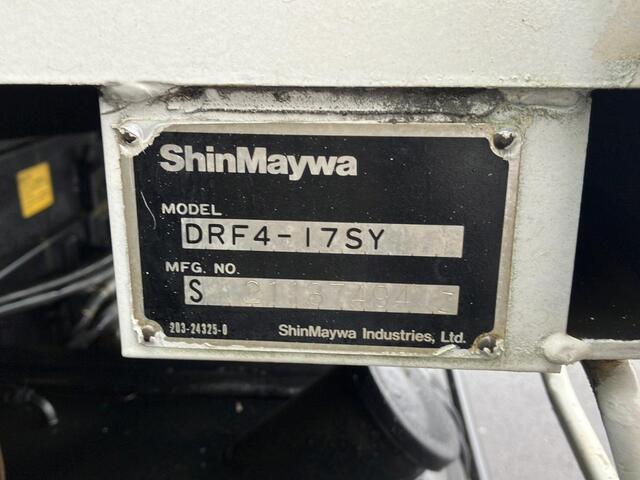 ShinMaywa
MODEL
DRF4-17SY
MFG. NO.
S
203-24325-0
ShinMaywa Industries, Ltd.